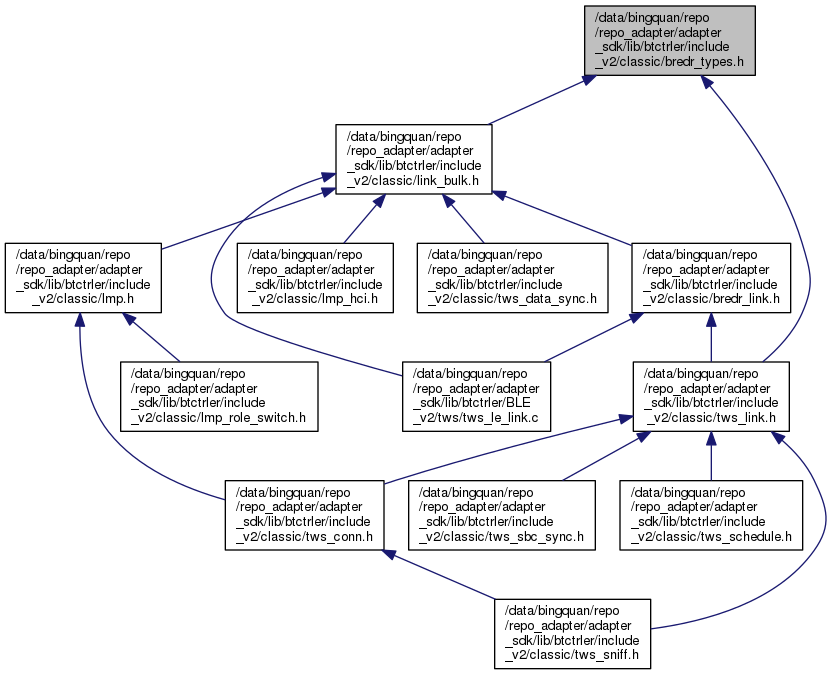 /data/bingquan/repo
/repo_adapter/adapter
_sdk/lib/btctrler/include
_v2/classic/bredr_types.h
/data/bingquan/repo
/repo_adapter/adapter
_sdk/lib/btctrler/include
_v2/classic/link_bulk.h
/data/bingquan/repo
/repo_adapter/adapter
_sdk/lib/btctrler/include
_v2/classic/lmp.h
/data/bingquan/repo
/repo_adapter/adapter
_sdk/lib/btctrler/include
_v2/classic/lmp_hci.h
/data/bingquan/repo
/repo_adapter/adapter
_sdk/lib/btctrler/include
_v2/classic/tws_data_sync.h
/data/bingquan/repo
/repo_adapter/adapter
_sdk/lib/btctrler/include
_v2/classic/bredr_link.h
/data/bingquan/repo
/repo_adapter/adapter
_sdk/lib/btctrler/include
_v2/classic/lmp_role_switch.h
/data/bingquan/repo
/repo_adapter/adapter
_sdk/lib/btctrler/BLE
_v2/tws/tws_le_link.c
/data/bingquan/repo
/repo_adapter/adapter
_sdk/lib/btctrler/include
_v2/classic/tws_link.h
/data/bingquan/repo
/repo_adapter/adapter
_sdk/lib/btctrler/include
_v2/classic/tws_conn.h
/data/bingquan/repo
/repo_adapter/adapter
_sdk/lib/btctrler/include
_v2/classic/tws_sbc_sync.h
/data/bingquan/repo
/repo_adapter/adapter
_sdk/lib/btctrler/include
_v2/classic/tws_schedule.h
/data/bingquan/repo
/repo_adapter/adapter
_sdk/lib/btctrler/include
_v2/classic/tws_sniff.h